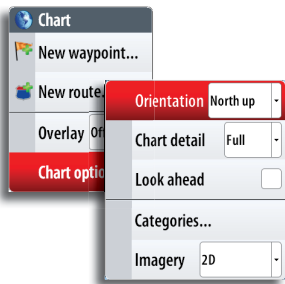 Chart
New waypoint...
New route.
Overlay Off
Chart optio
Orientation North up
Chart detail Full
Look ahead
Categories...
Imagery 2D